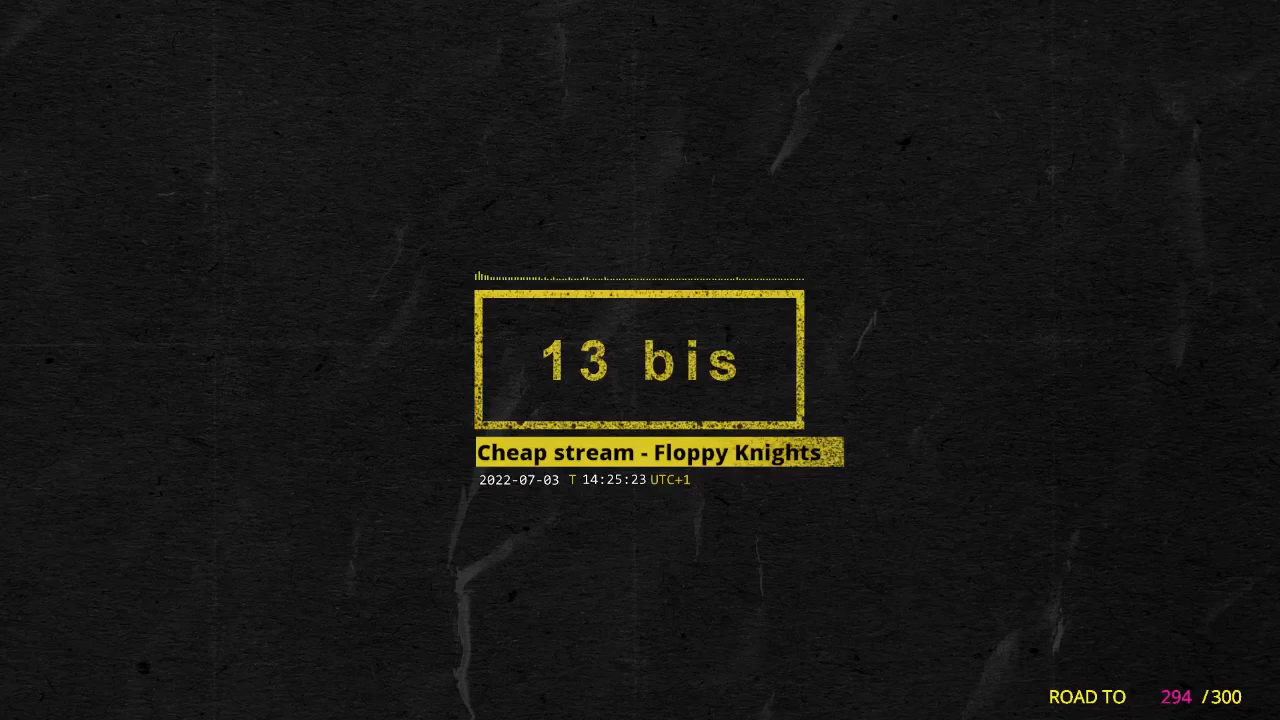 13 bis
Cheap stream - Floppy Knights
2022-07-03 T 14:25:23 UTC+1
ROAD TO 294 / 300